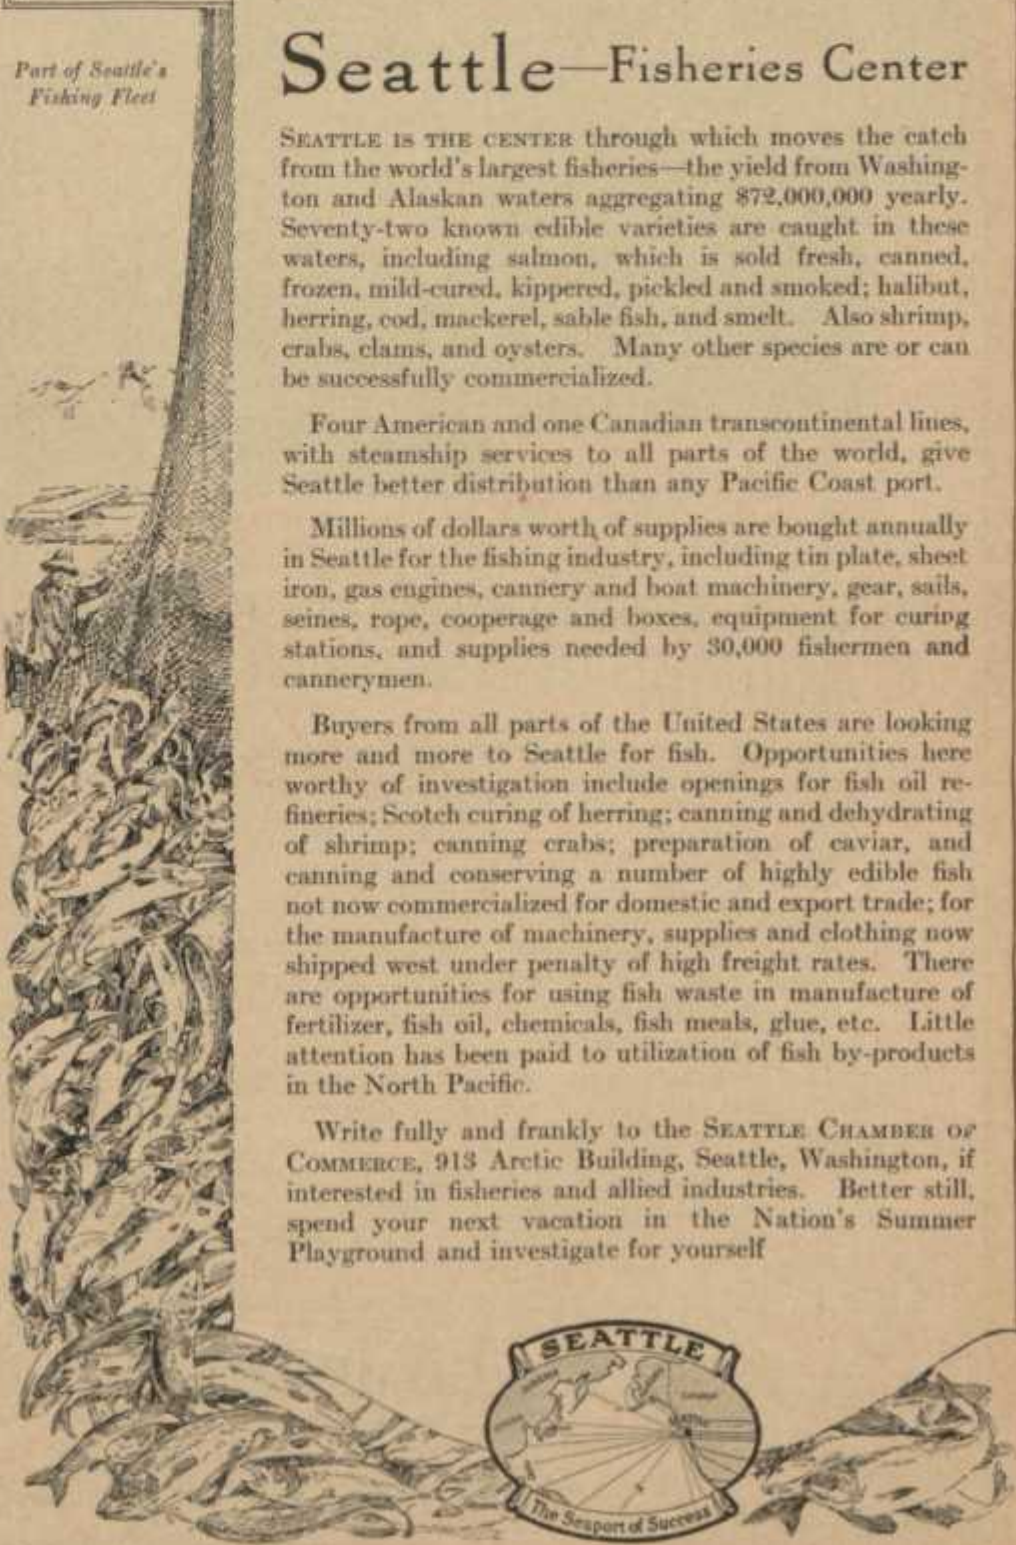 Part of Seattle's
Fishing Fleet
Seattle—Fisheries Center
SEATTLE IS THE CENTER through which moves the catch
from the world's largest fisheries—the yield from Washing-
ton and Alaskan waters aggregating $72,000,000 yearly.
Seventy-two known edible varieties are caught in these
waters, including salmon, which is sold fresh, canned,
frozen, mild-cured, kippered, pickled and smoked; halibut,
herring, cod, mackerel, sable fish, and smelt. Also shrimp,
crabs, clams, and oysters. Many other species are or can
be successfully commercialized.
Four American and one Canadian transcontinental lines,
with steamship services to all parts of the world, give
Seattle better distribution than any Pacific Coast port.
Millions of dollars worth of supplies are bought annually
in Seattle for the fishing industry, including tin plate, sheet
iron, gas engines, cannery and boat machinery, gear, sails,
seines, rope, cooperage and boxes, equipment for curing
stations, and supplies needed by 30,000 fishermen and
cannerymen.
Buyers from all parts of the United States are looking
more and more to Seattle for fish. Opportunities here
worthy of investigation include openings for fish oil re-
fineries; Scotch curing of herring; canning and dehydrating
of shrimp; canning crabs; preparation of caviar, and
canning and conserving a number of highly edible fish
not now commercialized for domestic and export trade; for
the manufacture of machinery, supplies and clothing now
shipped west under penalty of high freight rates. There
are opportunities for using fish waste in manufacture of
fertilizer, fish oil, chemicals, fish meals, glue, etc. Little
attention has been paid to utilization of fish by-products
in the North Pacific.
Write fully and frankly to the SEATTLE CHAMBER OF
COMMERCE, 913 Arctic Building, Seattle, Washington, if
interested in fisheries and allied industries. Better still,
spend your next vacation in the Nation's Summer
Playground and investigate for yourself
SEATTLE
The Seaport of Success